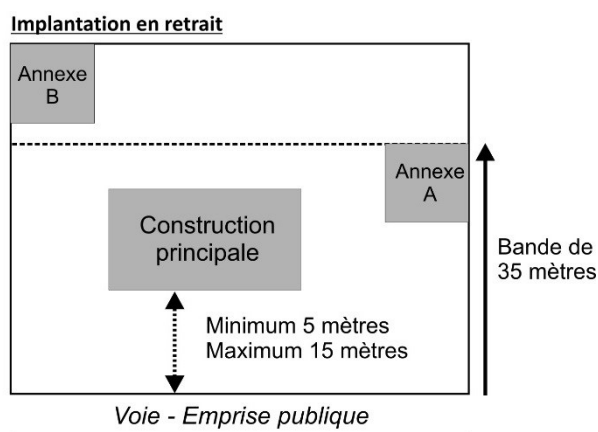 Implantation en retrait
Annexe
B
Annexe
A
Construction
principale
Bande de
35 mètres
Minimum 5 mètres
Maximum 15 mètres
Voie - Emprise publique